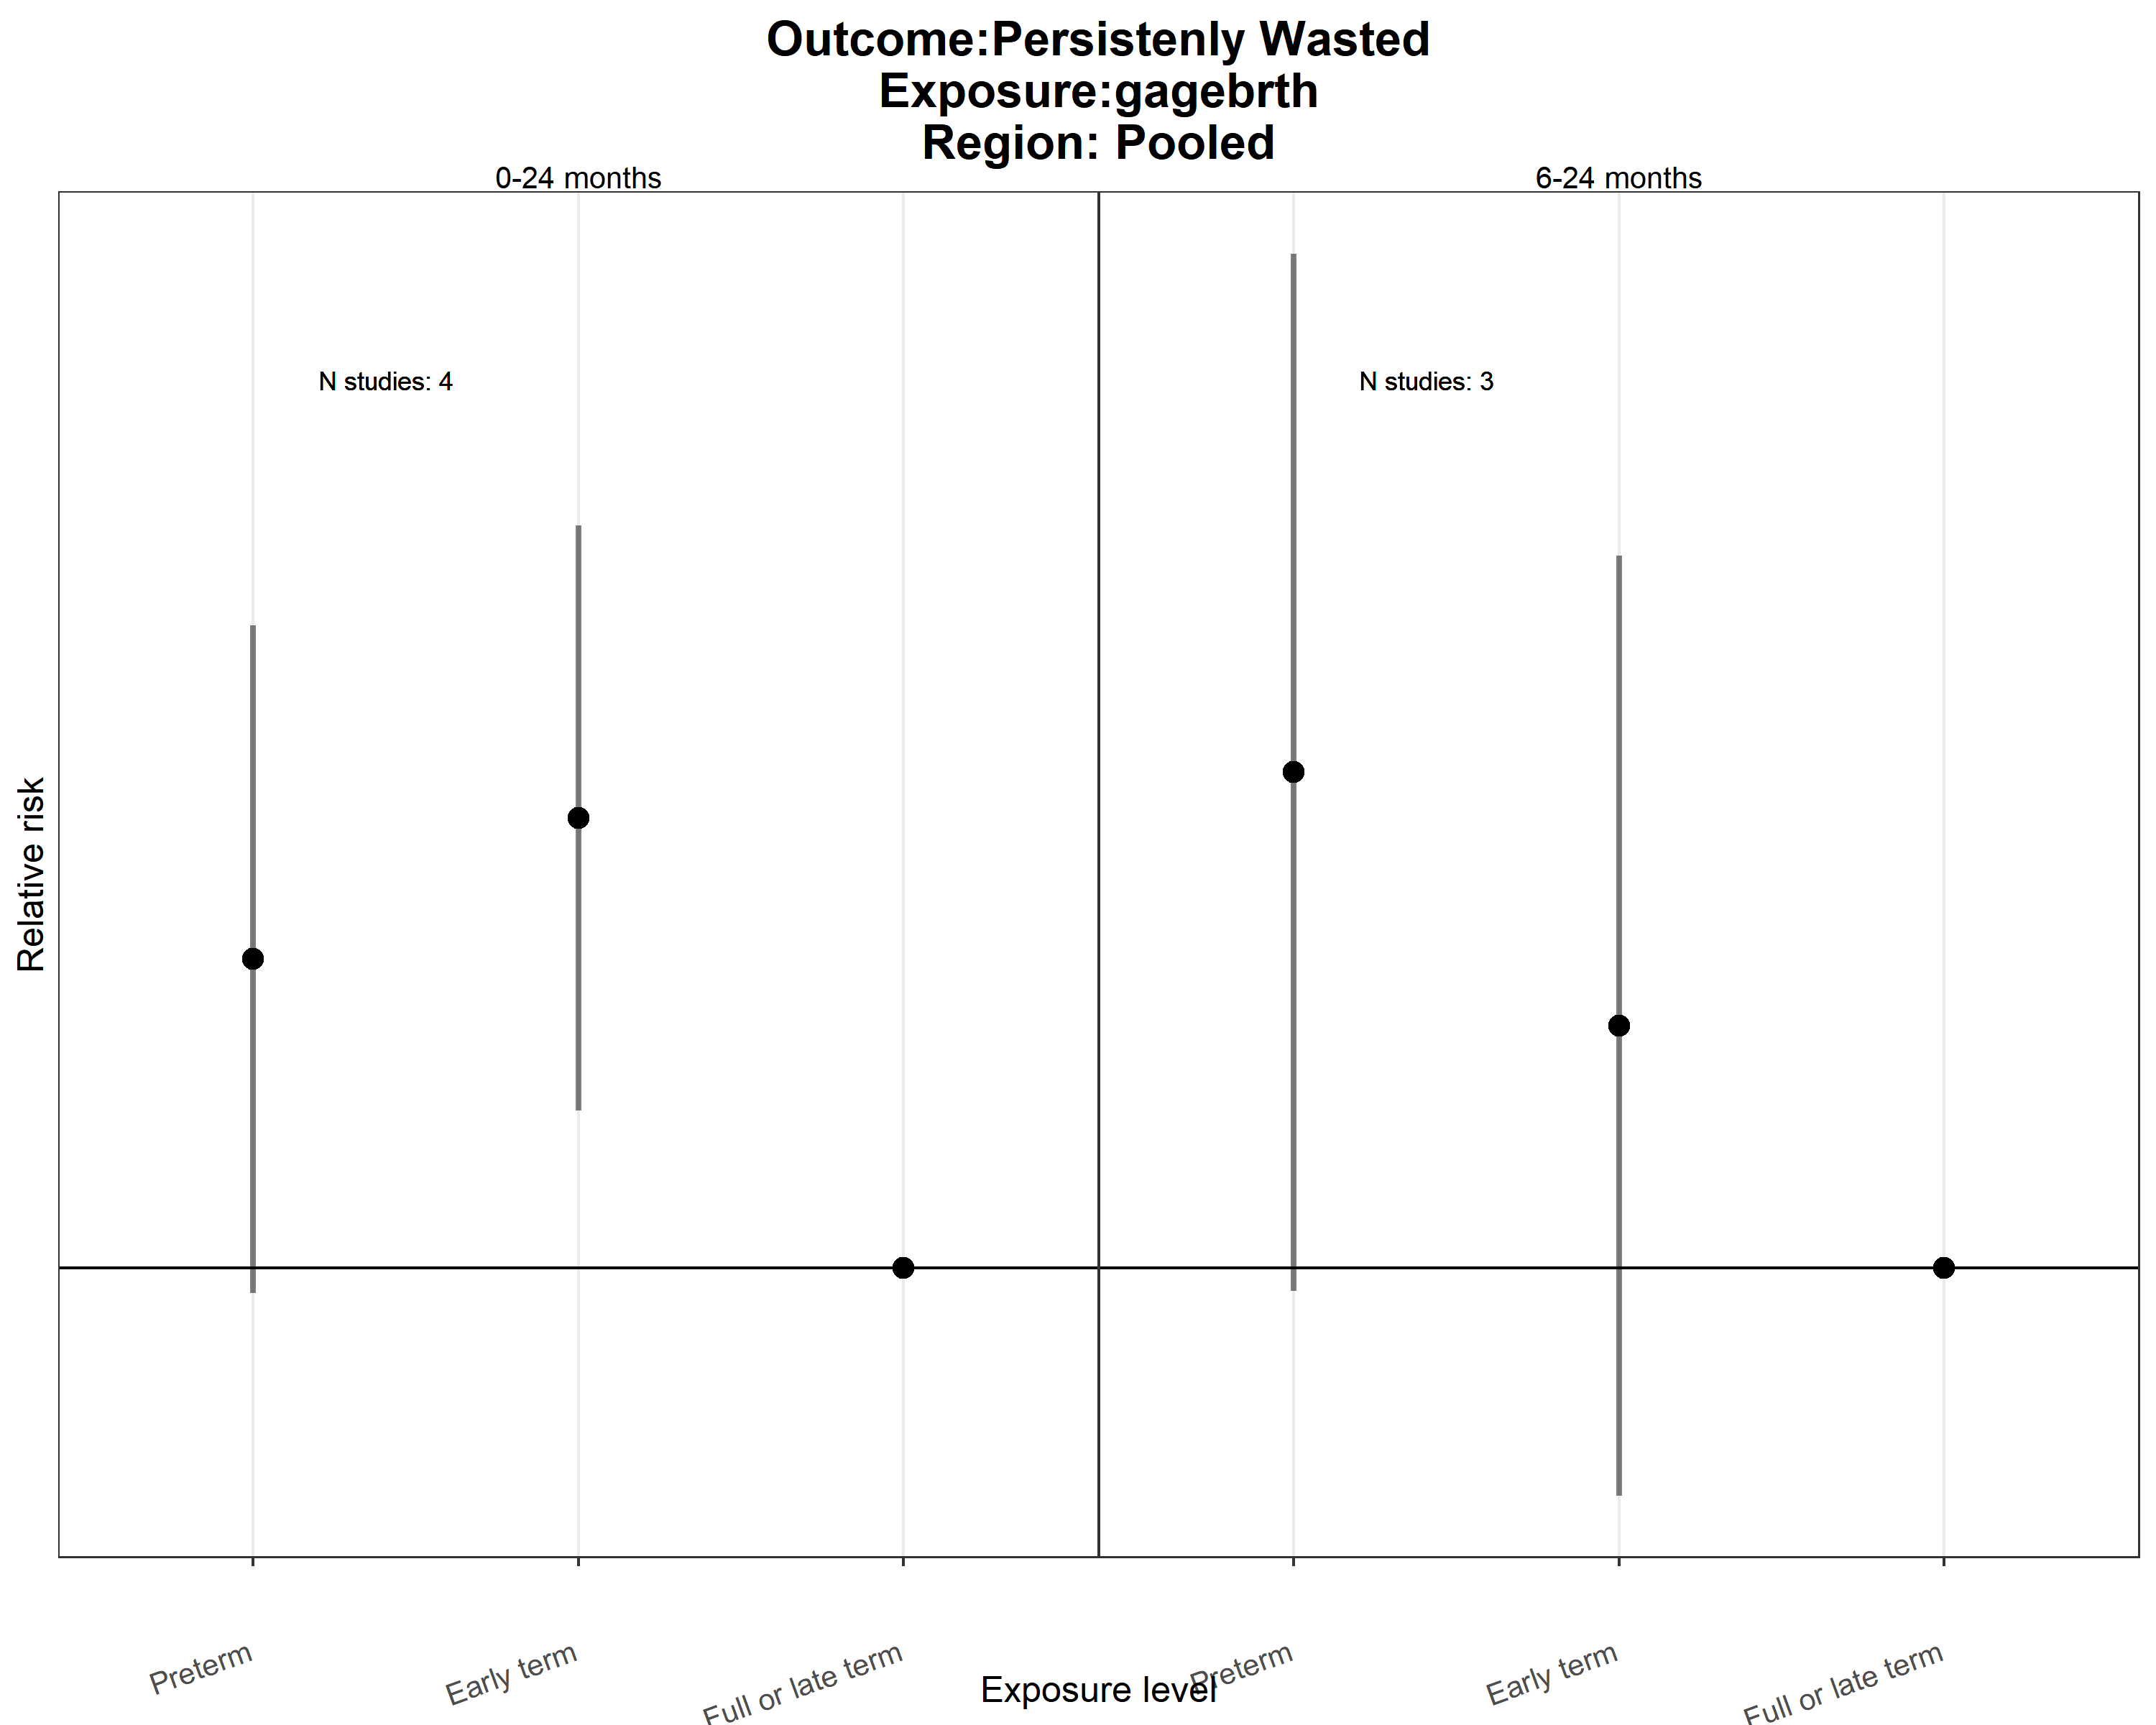 Outcome:Persistenly Wasted
Exposure:gagebrth
Region: Pooled
0-24 months
6-24 months
N studies: 4
N studies: 3
Relative risk
Preterm
Early term
Full or late term
Preterm
Early term
Full or late term
Exposure level